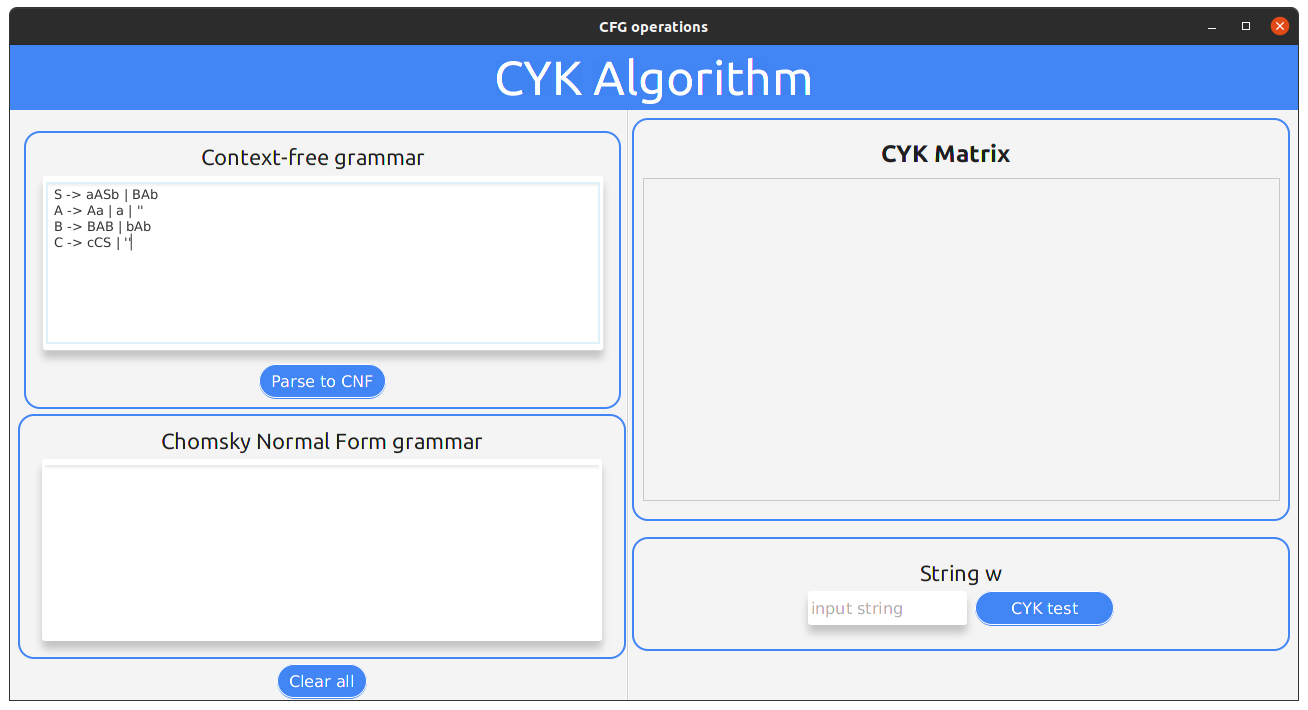 CFG operations
CYK Algorithm
Context-free grammar
S -> aASb | BAb
A -> Aa | a | ''
B -> BAB | bAb
C -> cCS | ''
Parse to CNF
Chomsky Normal Form grammar
Clear all
CYK Matrix
String w
input string
CYK test